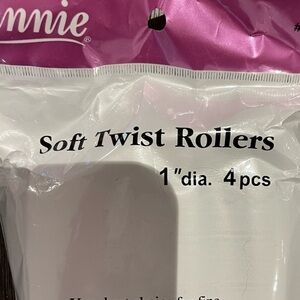 nnie®
Soft Twist Rollers
1"dia. 4pcs